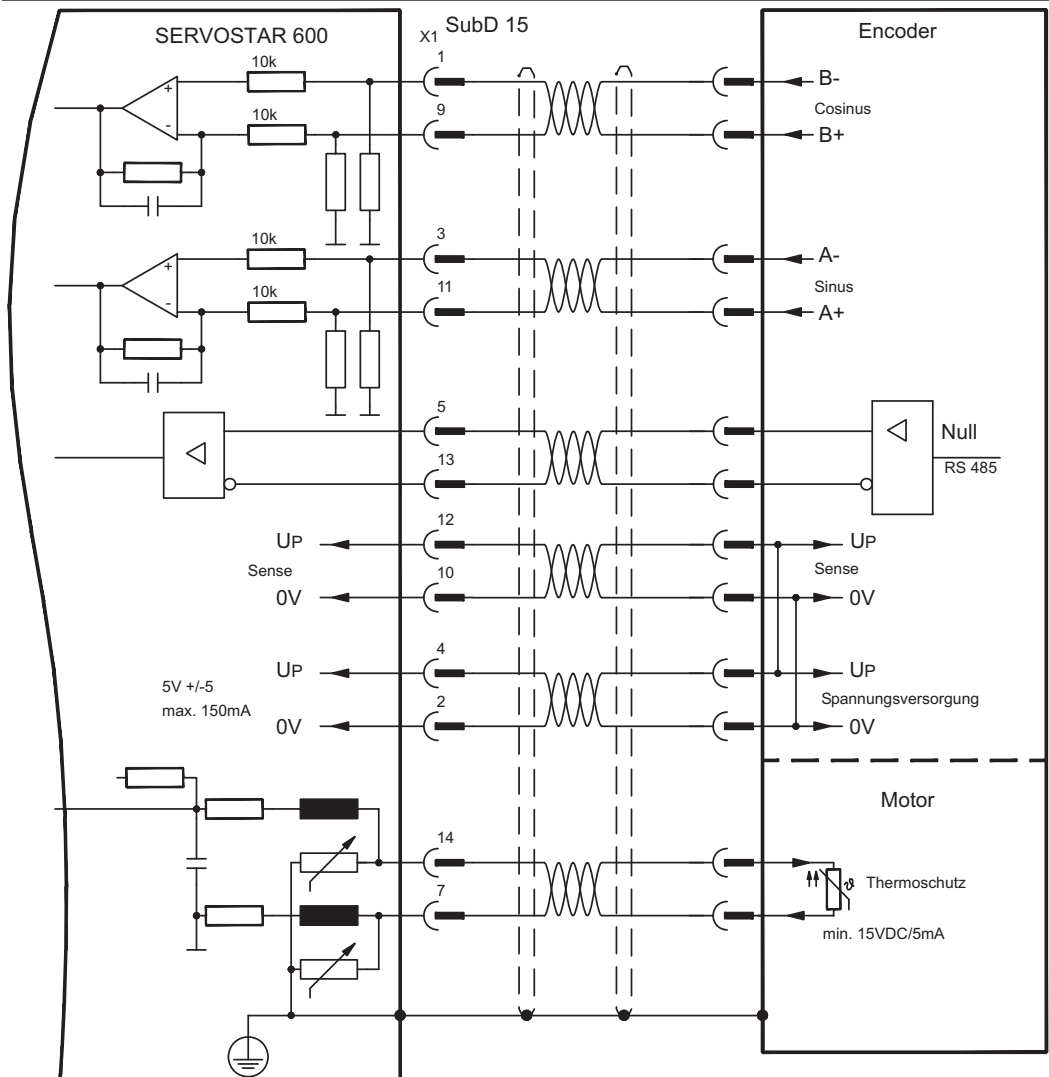 SERVOSTAR 600
X1
SubD 15
Encoder
10k
1
+
B-
10k
9
Cosinus
-
B+
10k
3
+
A-
10k
11
Sinus
-
A+
5
Null
13
RS 485
12
UP
UP
Sense
Sense
10
0V
0V
4
UP
UP
5V +/-5
max. 150mA
Spannungsversorgung
2
0V
0V
Motor
14
ϑ Thermoschutz
7
min. 15VDC/5mA